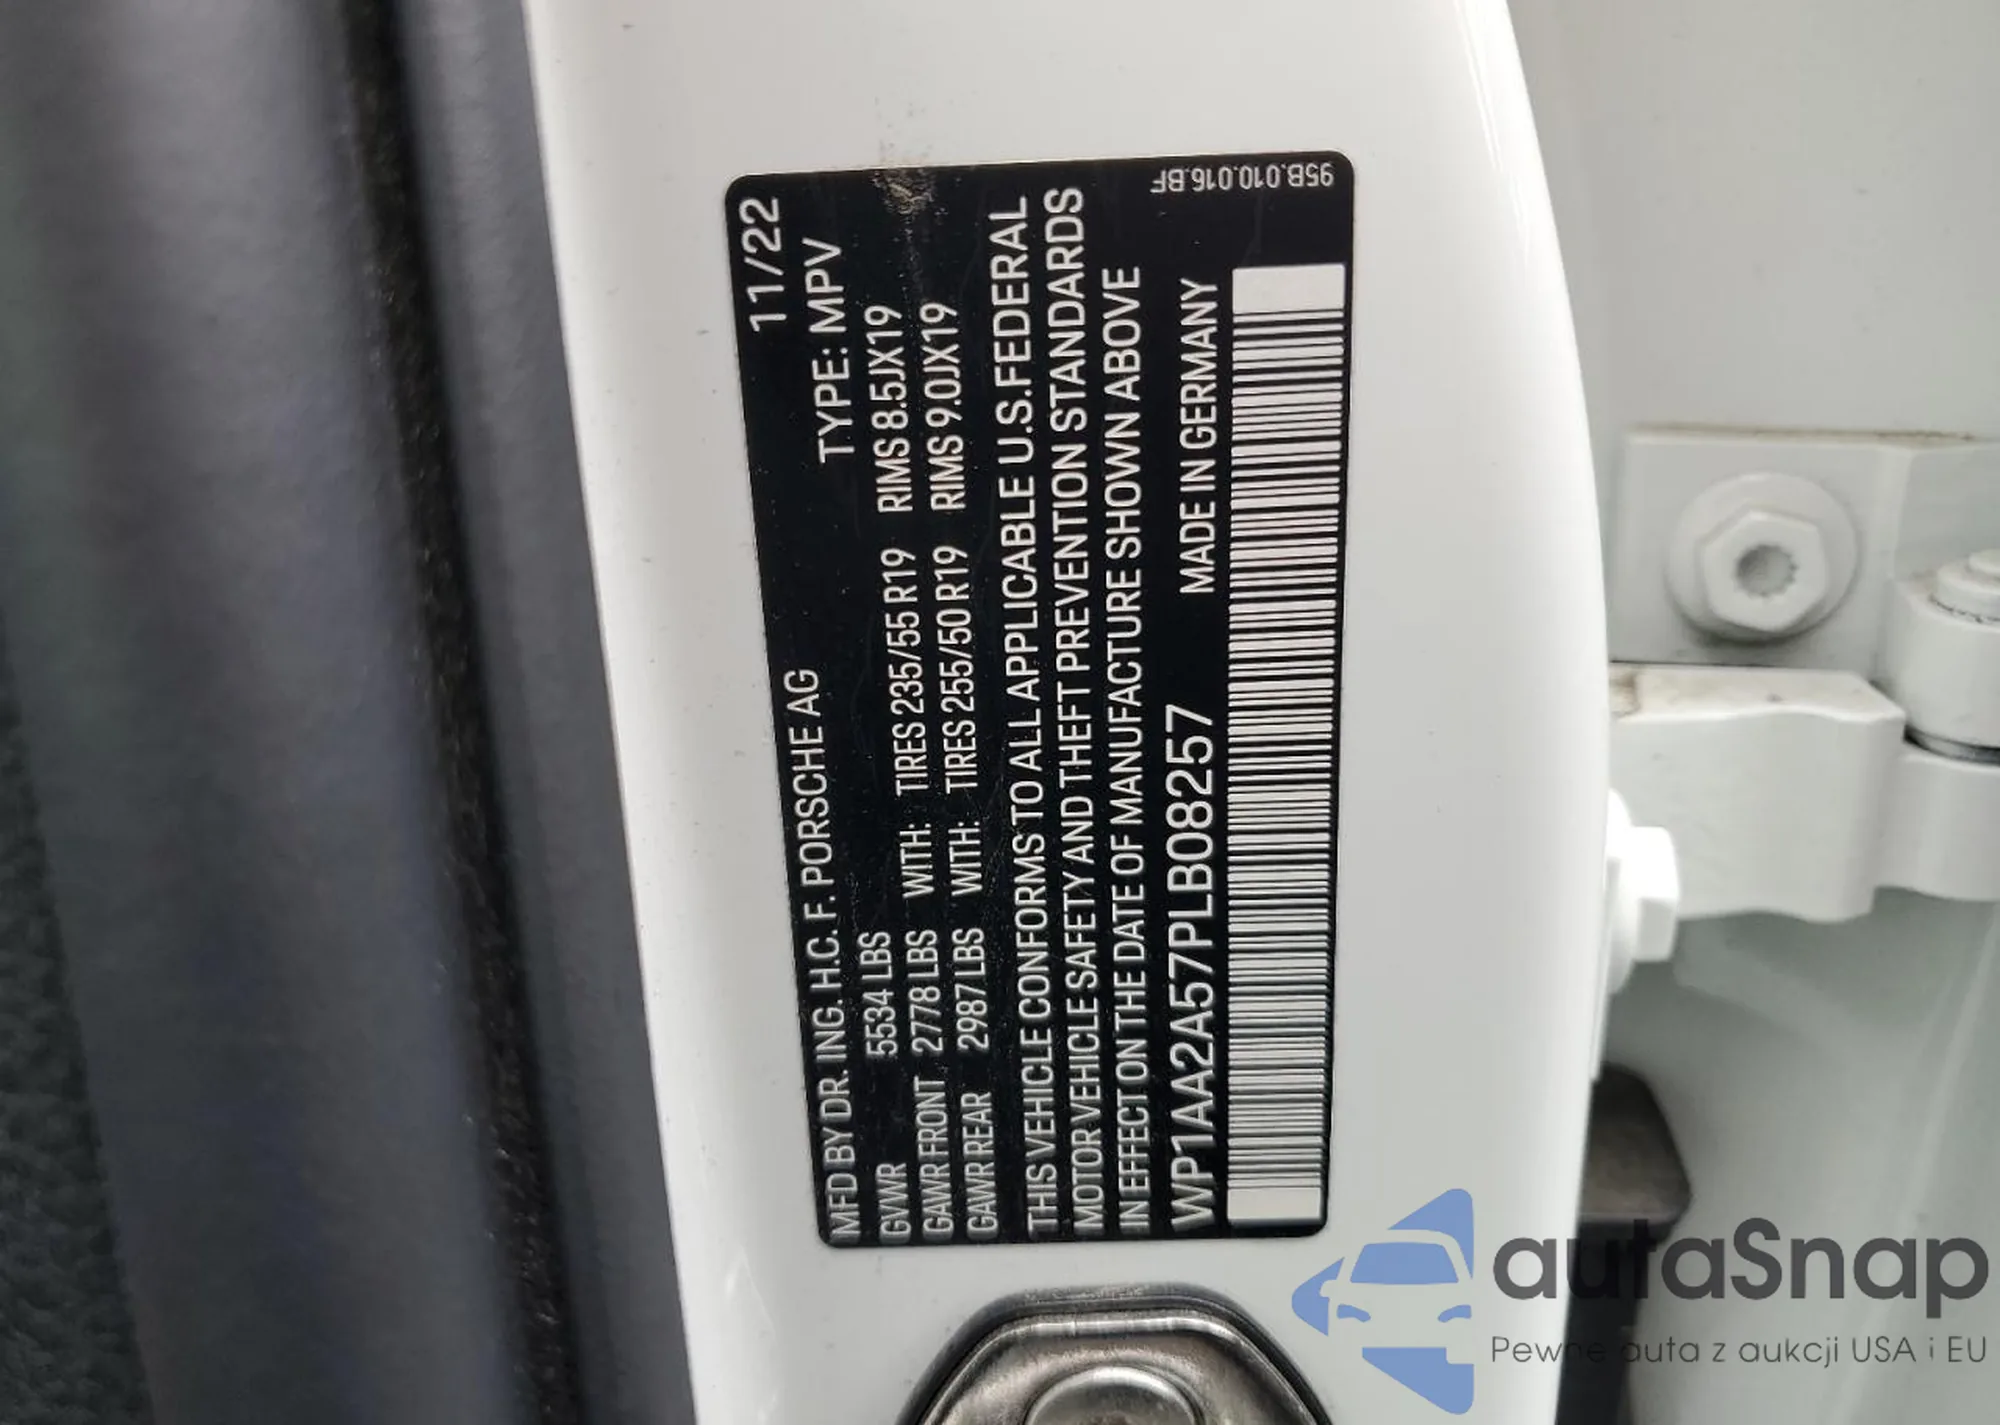 95B.010.016.BF
11/22
MFD BY DR. ING. H.C. F. PORSCHE AG TYPE: MPV
GVWR 5534 LBS WITH: TIRES 235/55 R19 RIMS 8.5JX19
GAWR FRONT 2778 LBS WITH: TIRES 255/50 R19 RIMS 9.0JX19
GAWR REAR 2987 LBS
THIS VEHICLE CONFORMS TO ALL APPLICABLE U.S. FEDERAL
MOTOR VEHICLE SAFETY AND THEFT PREVENTION STANDARDS
IN EFFECT ON THE DATE OF MANUFACTURE SHOWN ABOVE
WP1AA2A57PLB08257 MADE IN GERMANY
autaSnap
Pewne auta z aukcji USA i EU